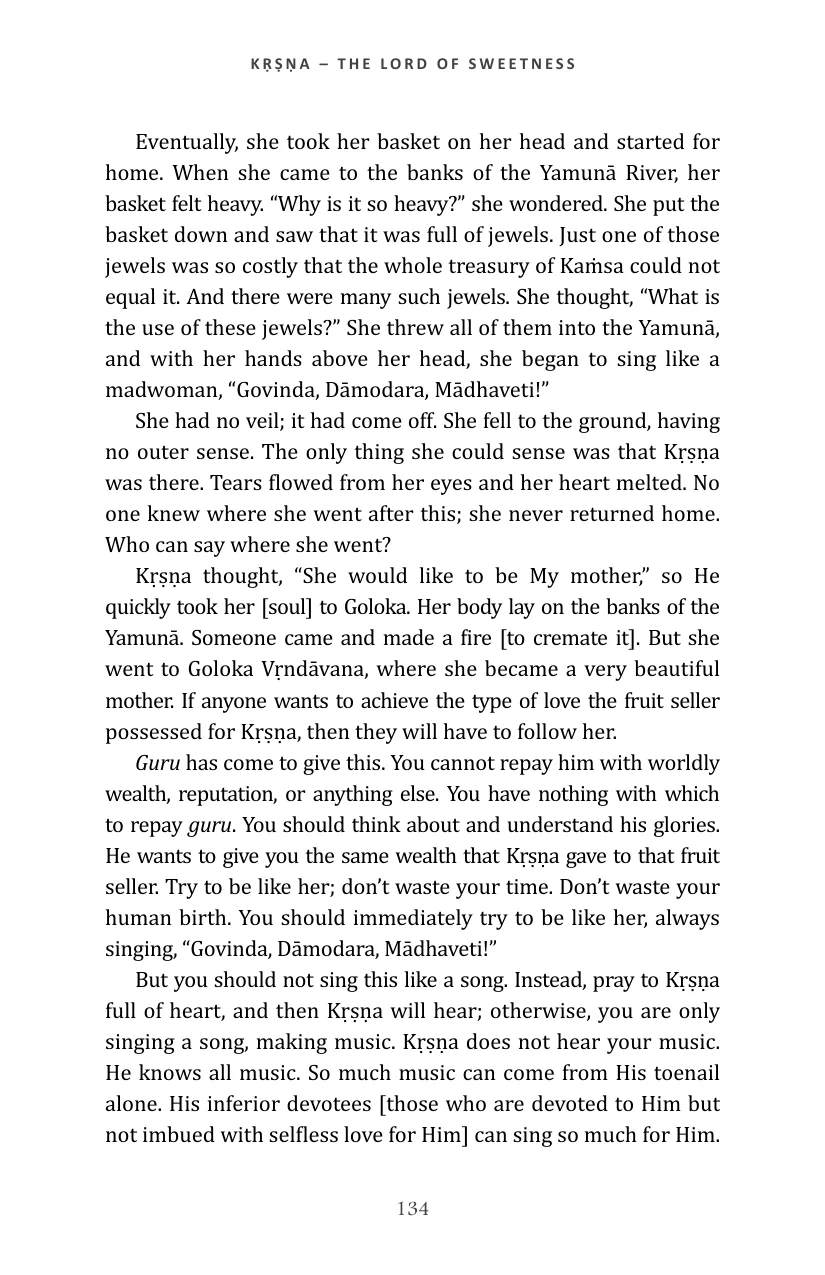 KṚṢṆA – THE LORD OF SWEETNESS
Eventually, she took her basket on her head and started for
home. When she came to the banks of the Yamunā River, her
basket felt heavy. “Why is it so heavy?” she wondered. She put the
basket down and saw that it was full of jewels. Just one of those
jewels was so costly that the whole treasury of Kaṁsa could not
equal it. And there were many such jewels. She thought, “What is
the use of these jewels?” She threw all of them into the Yamunā,
and with her hands above her head, she began to sing like a
madwoman, “Govinda, Dāmodara, Mādhaveti!”
She had no veil; it had come off. She fell to the ground, having
no outer sense. The only thing she could sense was that Kṛṣṇa
was there. Tears flowed from her eyes and her heart melted. No
one knew where she went after this; she never returned home.
Who can say where she went?
Kṛṣṇa thought, “She would like to be My mother,” so He
quickly took her [soul] to Goloka. Her body lay on the banks of the
Yamunā. Someone came and made a fire [to cremate it]. But she
went to Goloka Vṛndāvana, where she became a very beautiful
mother. If anyone wants to achieve the type of love the fruit seller
possessed for Kṛṣṇa, then they will have to follow her.
Guru has come to give this. You cannot repay him with worldly
wealth, reputation, or anything else. You have nothing with which
to repay guru. You should think about and understand his glories.
He wants to give you the same wealth that Kṛṣṇa gave to that fruit
seller. Try to be like her; don’t waste your time. Don’t waste your
human birth. You should immediately try to be like her, always
singing, “Govinda, Dāmodara, Mādhaveti!”
But you should not sing this like a song. Instead, pray to Kṛṣṇa
full of heart, and then Kṛṣṇa will hear; otherwise, you are only
singing a song, making music. Kṛṣṇa does not hear your music.
He knows all music. So much music can come from His toenail
alone. His inferior devotees [those who are devoted to Him but
not imbued with selfless love for Him] can sing so much for Him.
134